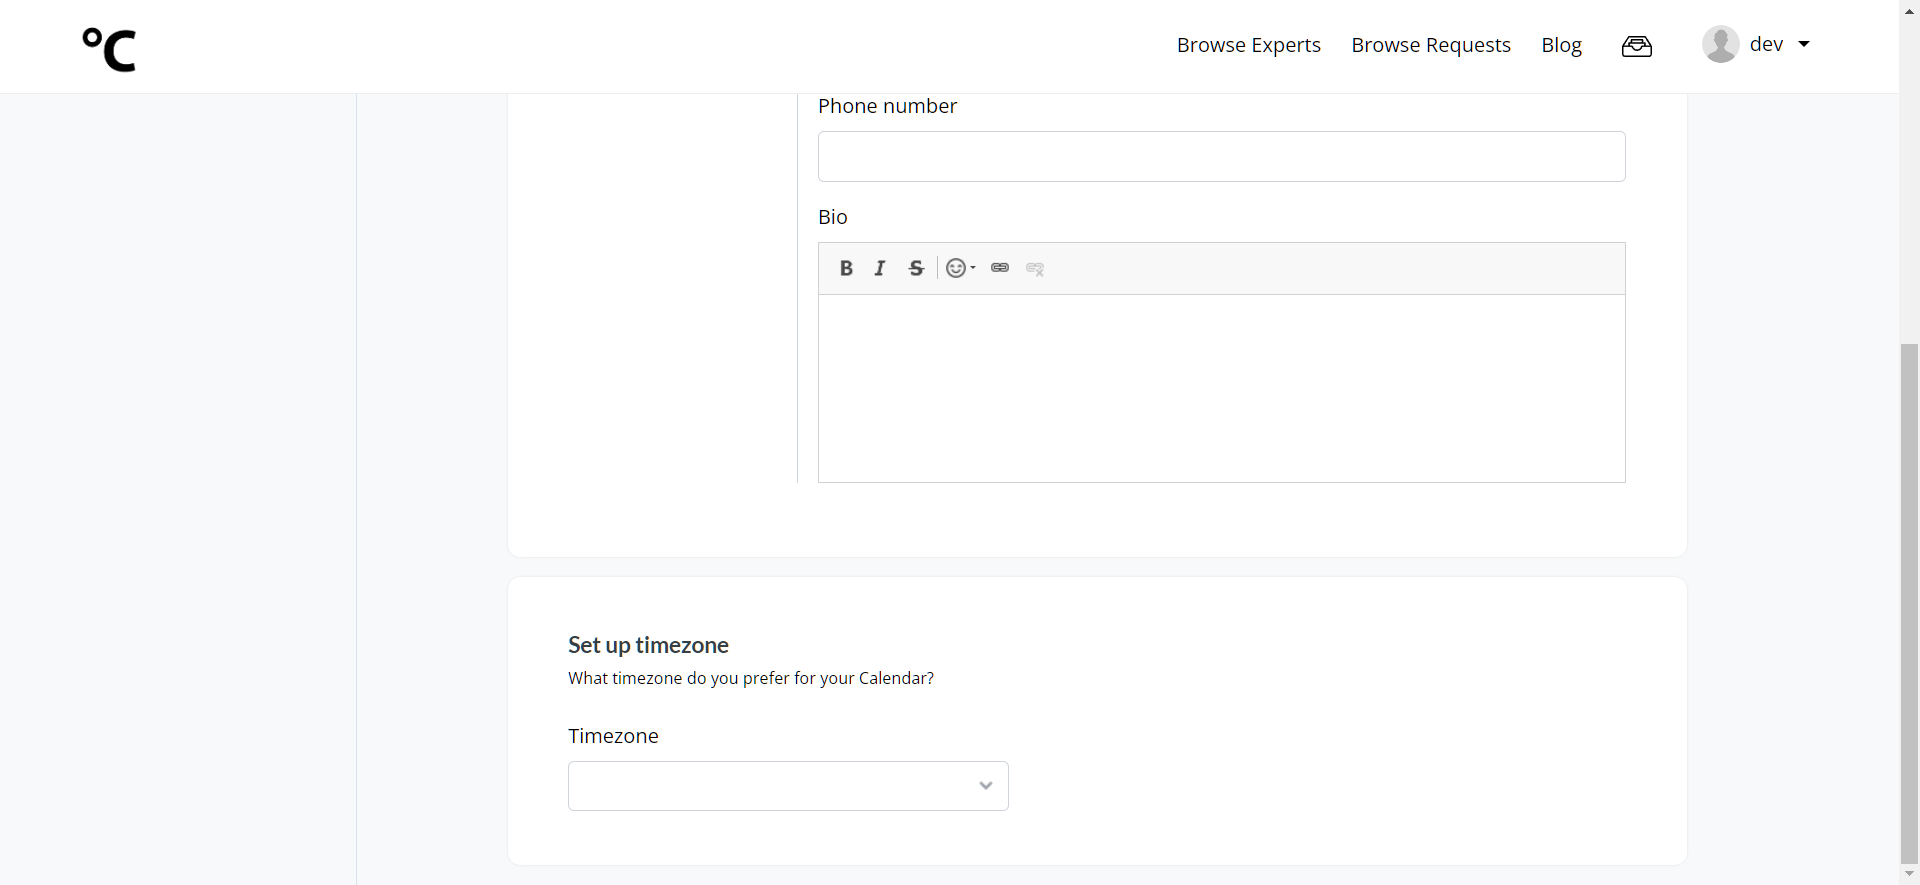 °C
Browse Experts
Browse Requests
Blog
dev
Phone number
Bio
B I S
Set up timezone
What timezone do you prefer for your Calendar?
Timezone